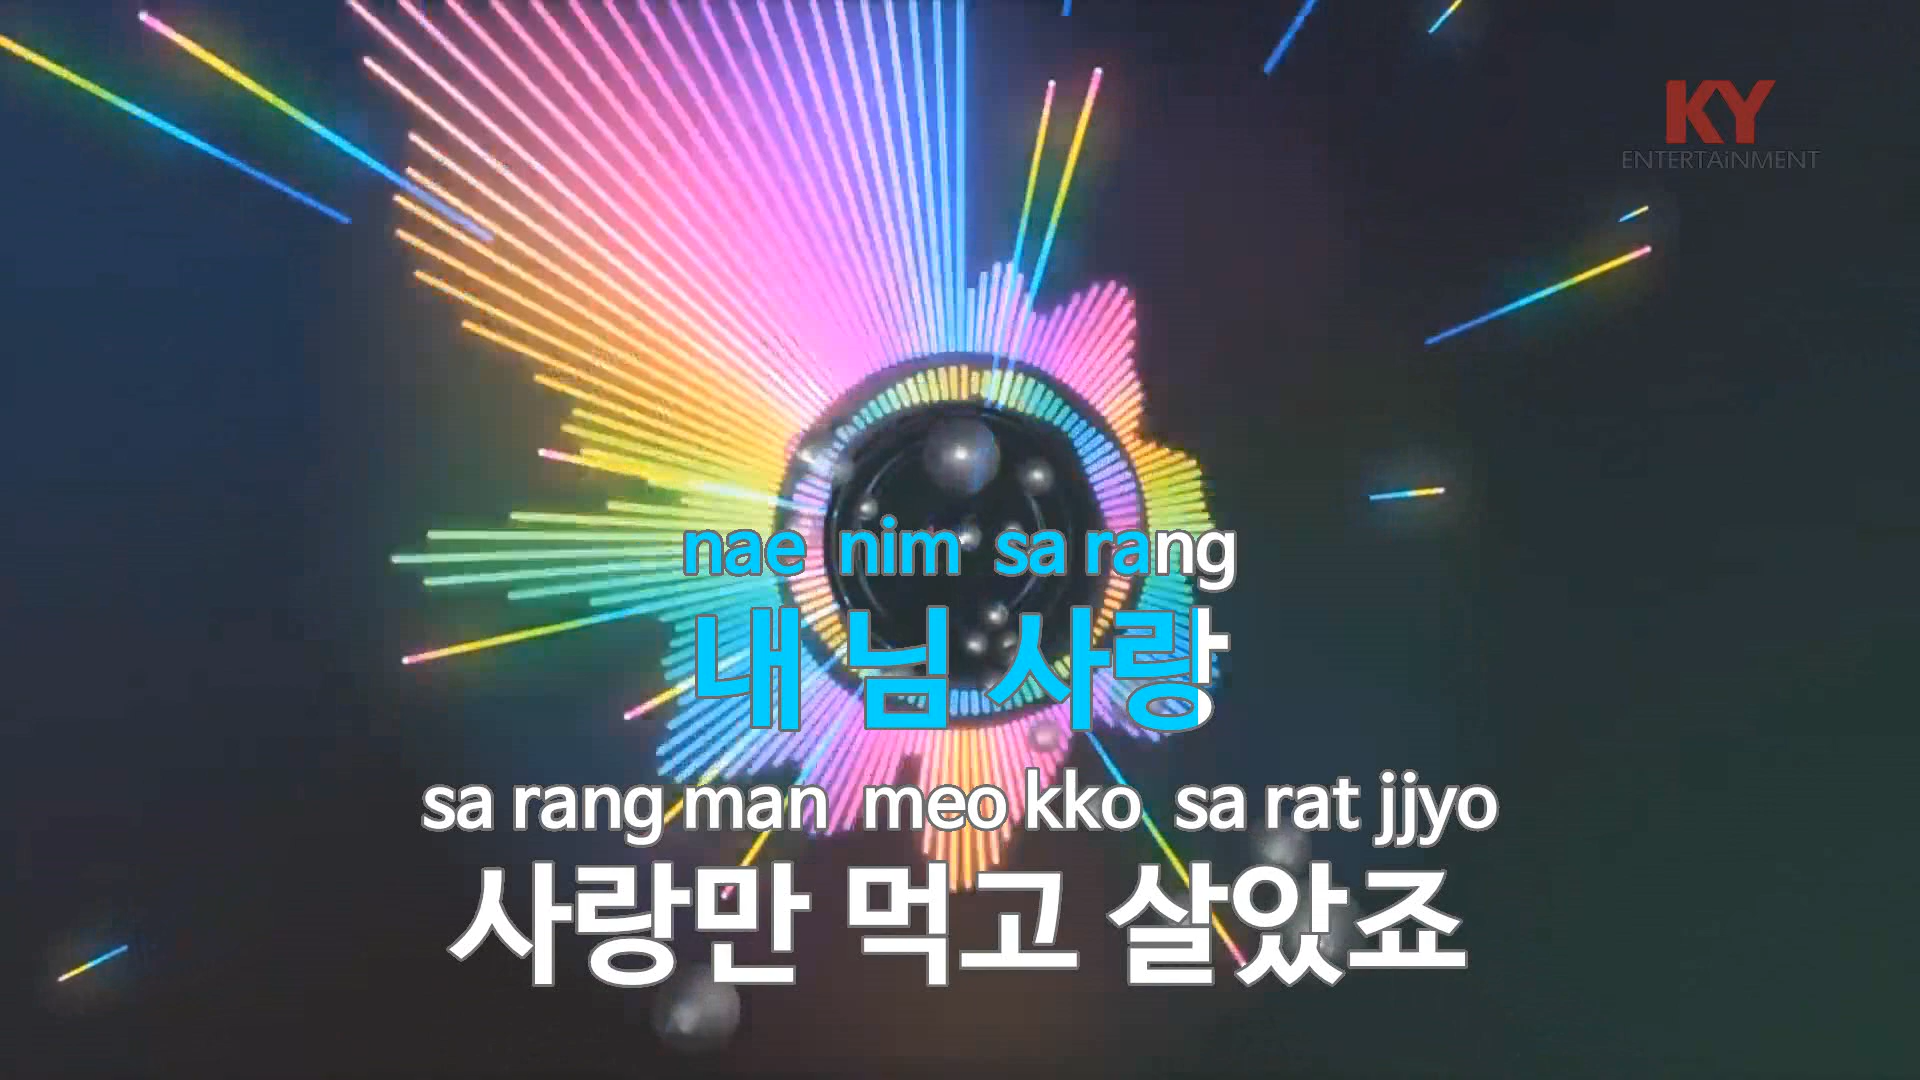 KY
ENTERTAiNMENT
nae nim sa rang
내 님 사랑
sa rang man meo kko sa rat jjyo
사랑만 먹고 살았죠